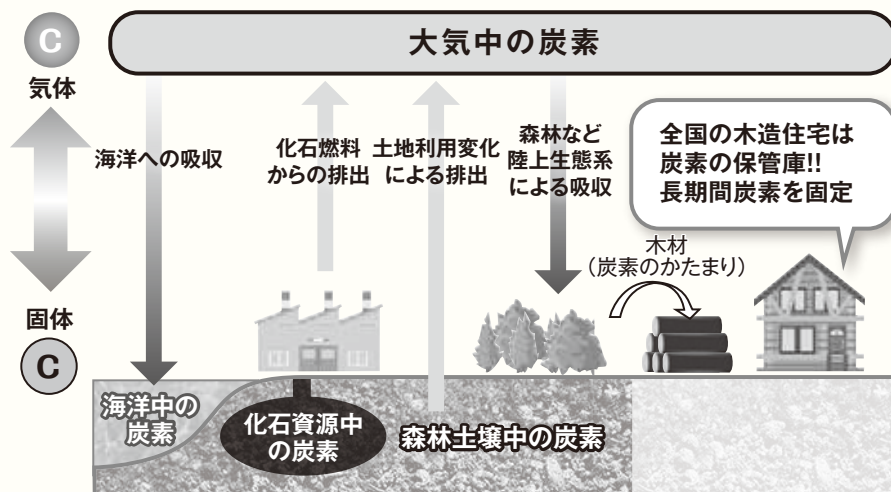 C
大気中の炭素
気体
海洋への吸収
化石燃料
からの排出
土地利用変化
による排出
森林など
陸上生態系
による吸収
全国の木造住宅は
炭素の保管庫!!
長期間炭素を固定
木材
（炭素のかたまり）
固体
C
海洋中の
炭素
化石資源中
の炭素
森林土壌中の炭素